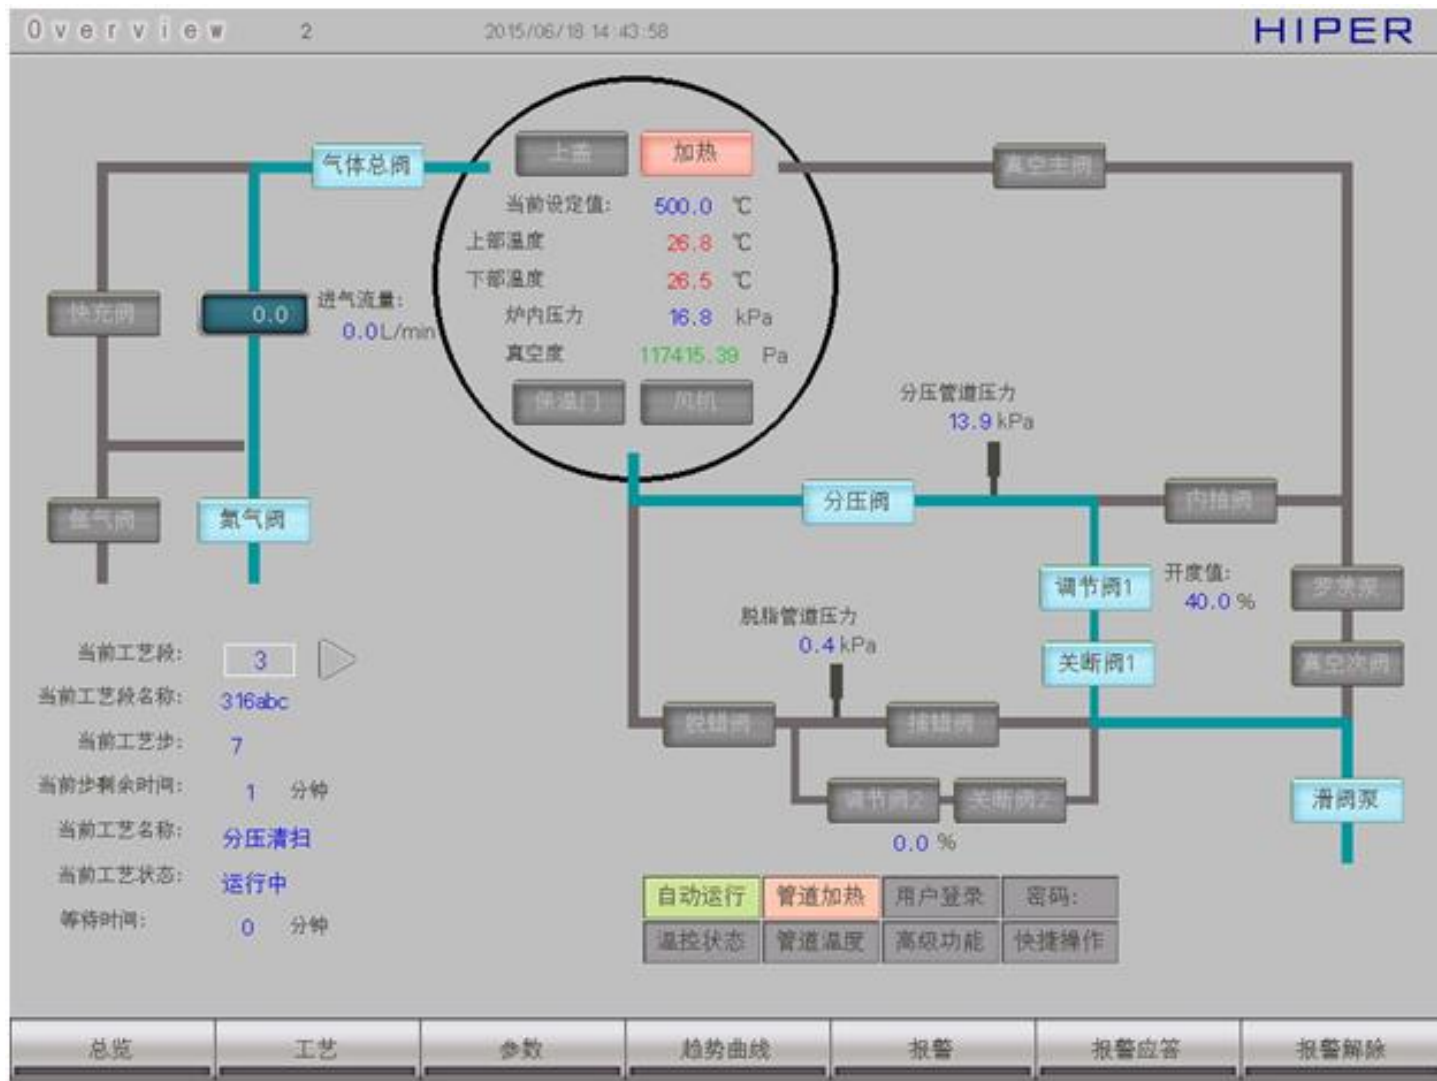 Overview 2 2015/06/18 14:43:58 HIPER
上盖 加热
气体总阀 真空主阀
当前设定值: 500.0 ℃
上部温度 26.8 ℃
下部温度 26.5 ℃
快充阀 0.0 进气流量:
0.0L/min
炉内压力 16.8 kPa
真空度 117415.39 Pa
保温门 风机
分压管道压力
13.9 kPa
氩气阀 氮气阀 分压阀 内抽阀
调节阀1 开度值:
40.0 %
罗茨泵
脱脂管道压力
0.4 kPa
关断阀1 真空次阀
当前工艺段: 3
当前工艺段名称: 316abc
脱蜡阀 捕蜡阀
当前工艺步: 7
当前步剩余时间: 1 分钟
调节阀2 关断阀2 滑阀泵
0.0 %
当前工艺名称: 分压清扫
当前工艺状态: 运行中
等待时间: 0 分钟
自动运行 管道加热 用户登录 密码:
温控状态 管道温度 高级功能 快捷操作
总览 工艺 参数 趋势曲线 报警 报警应答 报警解除